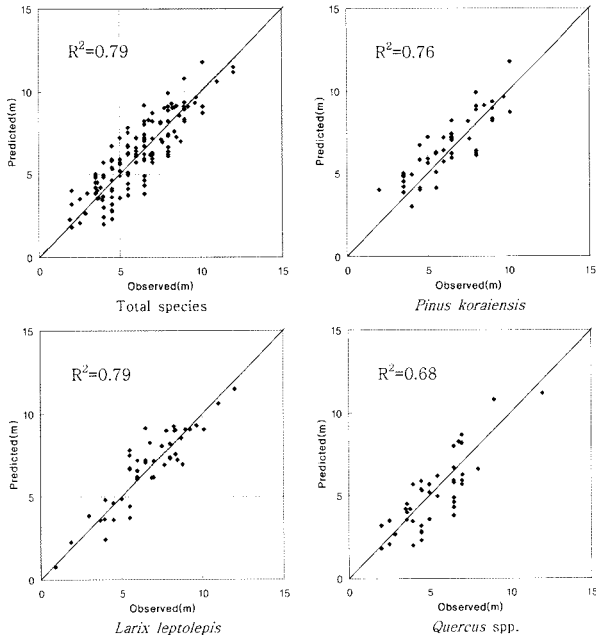 15
R²=0.79
10
Predicted(m)
5
0
0 5 10 15
Observed(m)
Total species
15
R²=0.76
10
Predicted(m)
5
0
0 5 10 15
Observed(m)
Pinus koraiensis
15
R²=0.79
10
Predicted(m)
5
0
0 5 10 15
Observed(m)
Larix leptolepis
15
R²=0.68
10
Predicted(m)
5
0
0 5 10 15
Observed(m)
Quercus spp.